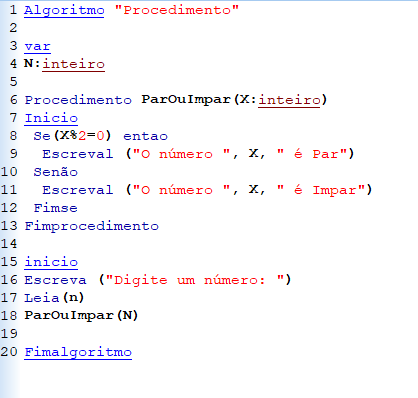 1 Algoritmo "Procedimento"
2
3 var
4 N:inteiro
5
6 Procedimento ParOuImpar(X:inteiro)
7 Inicio
8  Se(X%2=0) entao
9   Escreval ("O número ", X, " é Par")
10  Senão
11   Escreval ("O número ", X, " é Impar")
12  Fimse
13 Fimprocedimento
14
15 inicio
16 Escreva ("Digite um número: ")
17 Leia(n)
18 ParOuImpar(N)
19
20 Fimalgoritmo